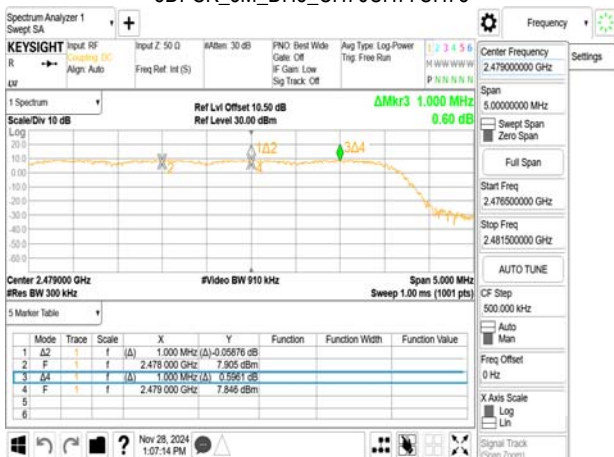 Spectrum Analyzer 1
Swept SA
+
Frequency
KEYSIGHT
Input: RF
Coupling: DC
Align: Auto
Input Z: 50 Ω
Freq Ref: Int (S)
#Atten: 30 dB
PNO: Best Wide
Gate: Off
IF Gain: Low
Sig Track: Off
Avg Type: Log-Power
Trig: Free Run
1 2 3 4 5 6
M W W W W W
P N N N N N
R
LW
Center Frequency
2.479000000 GHz
Settings
Span
5.00000000 MHz
Swept Span
Zero Span
Full Span
Start Freq
2.476500000 GHz
Stop Freq
2.481500000 GHz
AUTO TUNE
CF Step
500.000 kHz
Auto
Man
Freq Offset
0 Hz
X Axis Scale
Log
Lin
Signal Track
(Span Zoom)
1 Spectrum
Scale/Div 10 dB
Ref Lvl Offset 10.50 dB
Ref Level 30.00 dBm
ΔMkr3 1.000 MHz
0.60 dB
Log
20.0
10.0
0.00
-10.0
-20.0
-30.0
-40.0
-50.0
-60.0
2
1Δ2
4
3Δ4
Center 2.479000 GHz
#Res BW 300 kHz
#Video BW 910 kHz
Span 5.000 MHz
Sweep 1.00 ms (1001 pts)
5 Marker Table
Mode Trace Scale X Y Function Function Width Function Value
1 Δ2 1 f (Δ) 1.000 MHz (Δ) -0.05876 dB
2 F 1 f 2.478 000 GHz 7.905 dBm
3 Δ4 1 f (Δ) 1.000 MHz (Δ) 0.5961 dB
4 F 1 f 2.479 000 GHz 7.846 dBm
5
6
?
Nov 28, 2024
1:07:14 PM